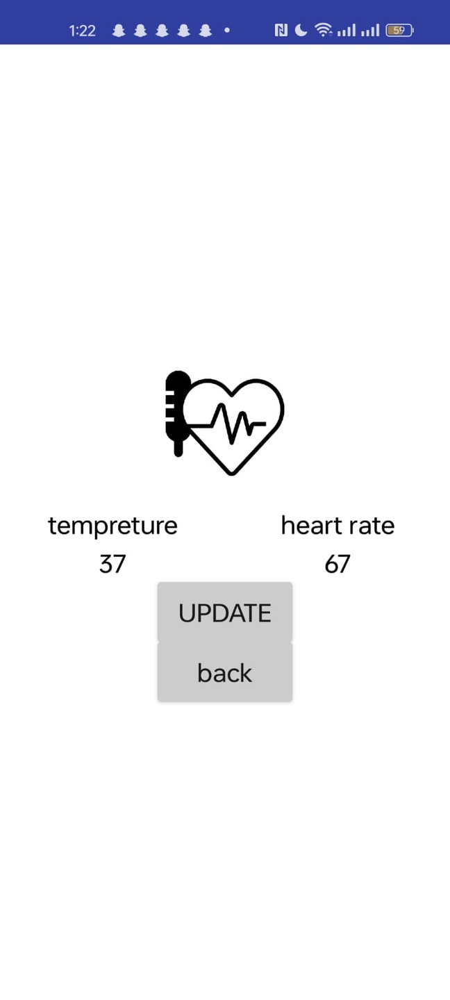 1:22 59
tempreture heart rate
37 67
UPDATE
back